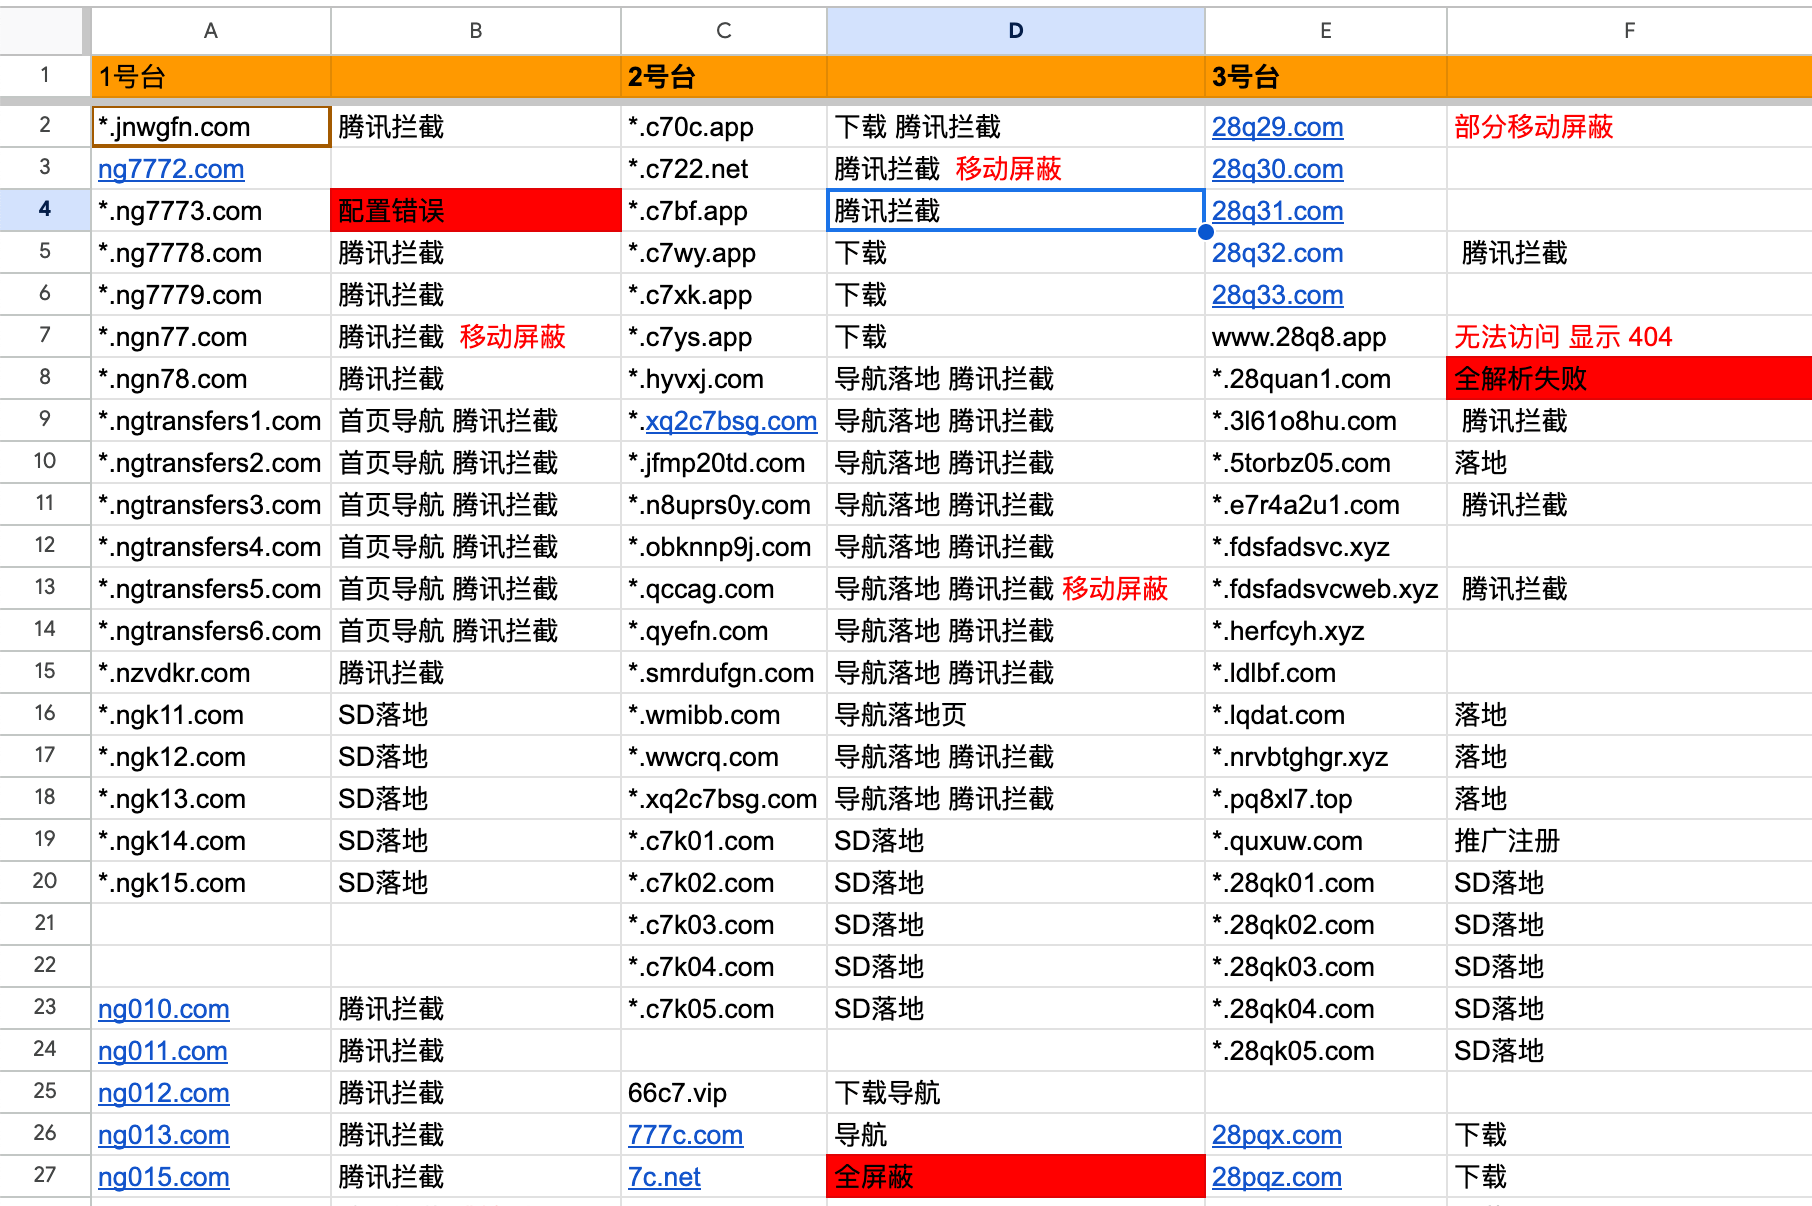 A B C D E F
1 1号台 2号台 3号台
2 *.jnwgfn.com 腾讯拦截 *.c70c.app 下载 腾讯拦截 28q29.com 部分移动屏蔽
3 ng7772.com *.c722.net 腾讯拦截 移动屏蔽 28q30.com
4 *.ng7773.com 配置错误 *.c7bf.app 腾讯拦截 28q31.com
5 *.ng7778.com 腾讯拦截 *.c7wy.app 下载 28q32.com 腾讯拦截
6 *.ng7779.com 腾讯拦截 *.c7xk.app 下载 28q33.com
7 *.ngn77.com 腾讯拦截 移动屏蔽 *.c7ys.app 下载 www.28q8.app 无法访问 显示 404
8 *.ngn78.com 腾讯拦截 *.hyvxj.com 导航落地 腾讯拦截 *.28quan1.com 全解析失败
9 *.ngtransfers1.com 首页导航 腾讯拦截 *.xq2c7bsg.com 导航落地 腾讯拦截 *.3l61o8hu.com 腾讯拦截
10 *.ngtransfers2.com 首页导航 腾讯拦截 *.jfmp20td.com 导航落地 腾讯拦截 *.5torbz05.com 落地
11 *.ngtransfers3.com 首页导航 腾讯拦截 *.n8uprs0y.com 导航落地 腾讯拦截 *.e7r4a2u1.com 腾讯拦截
12 *.ngtransfers4.com 首页导航 腾讯拦截 *.obknnp9j.com 导航落地 腾讯拦截 *.fdsfadsvc.xyz
13 *.ngtransfers5.com 首页导航 腾讯拦截 *.qccag.com 导航落地 腾讯拦截 移动屏蔽 *.fdsfadsvcweb.xyz 腾讯拦截
14 *.ngtransfers6.com 首页导航 腾讯拦截 *.qyefn.com 导航落地 腾讯拦截 *.herfcyh.xyz
15 *.nzvdkr.com 腾讯拦截 *.smrdufgn.com 导航落地 腾讯拦截 *.ldlbf.com
16 *.ngk11.com SD落地 *.wmibb.com 导航落地页 *.lqdat.com 落地
17 *.ngk12.com SD落地 *.wwcrq.com 导航落地 腾讯拦截 *.nrvbtghgr.xyz 落地
18 *.ngk13.com SD落地 *.xq2c7bsg.com 导航落地 腾讯拦截 *.pq8xl7.top 落地
19 *.ngk14.com SD落地 *.c7k01.com SD落地 *.quxuw.com 推广注册
20 *.ngk15.com SD落地 *.c7k02.com SD落地 *.28qk01.com SD落地
21 *.c7k03.com SD落地 *.28qk02.com SD落地
22 *.c7k04.com SD落地 *.28qk03.com SD落地
23 ng010.com 腾讯拦截 *.c7k05.com SD落地 *.28qk04.com SD落地
24 ng011.com 腾讯拦截 *.28qk05.com SD落地
25 ng012.com 腾讯拦截 66c7.vip 下载导航
26 ng013.com 腾讯拦截 777c.com 导航 28pqx.com 下载
27 ng015.com 腾讯拦截 7c.net 全屏蔽 28pqz.com 下载